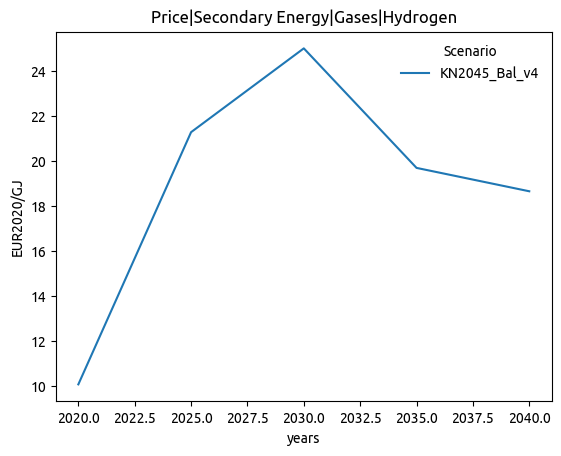 Price|Secondary Energy|Gases|Hydrogen
Scenario
KN2045_Bal_v4
EUR2020/GJ
24
22
20
18
16
14
12
10
2020.0 2022.5 2025.0 2027.5 2030.0 2032.5 2035.0 2037.5 2040.0
years